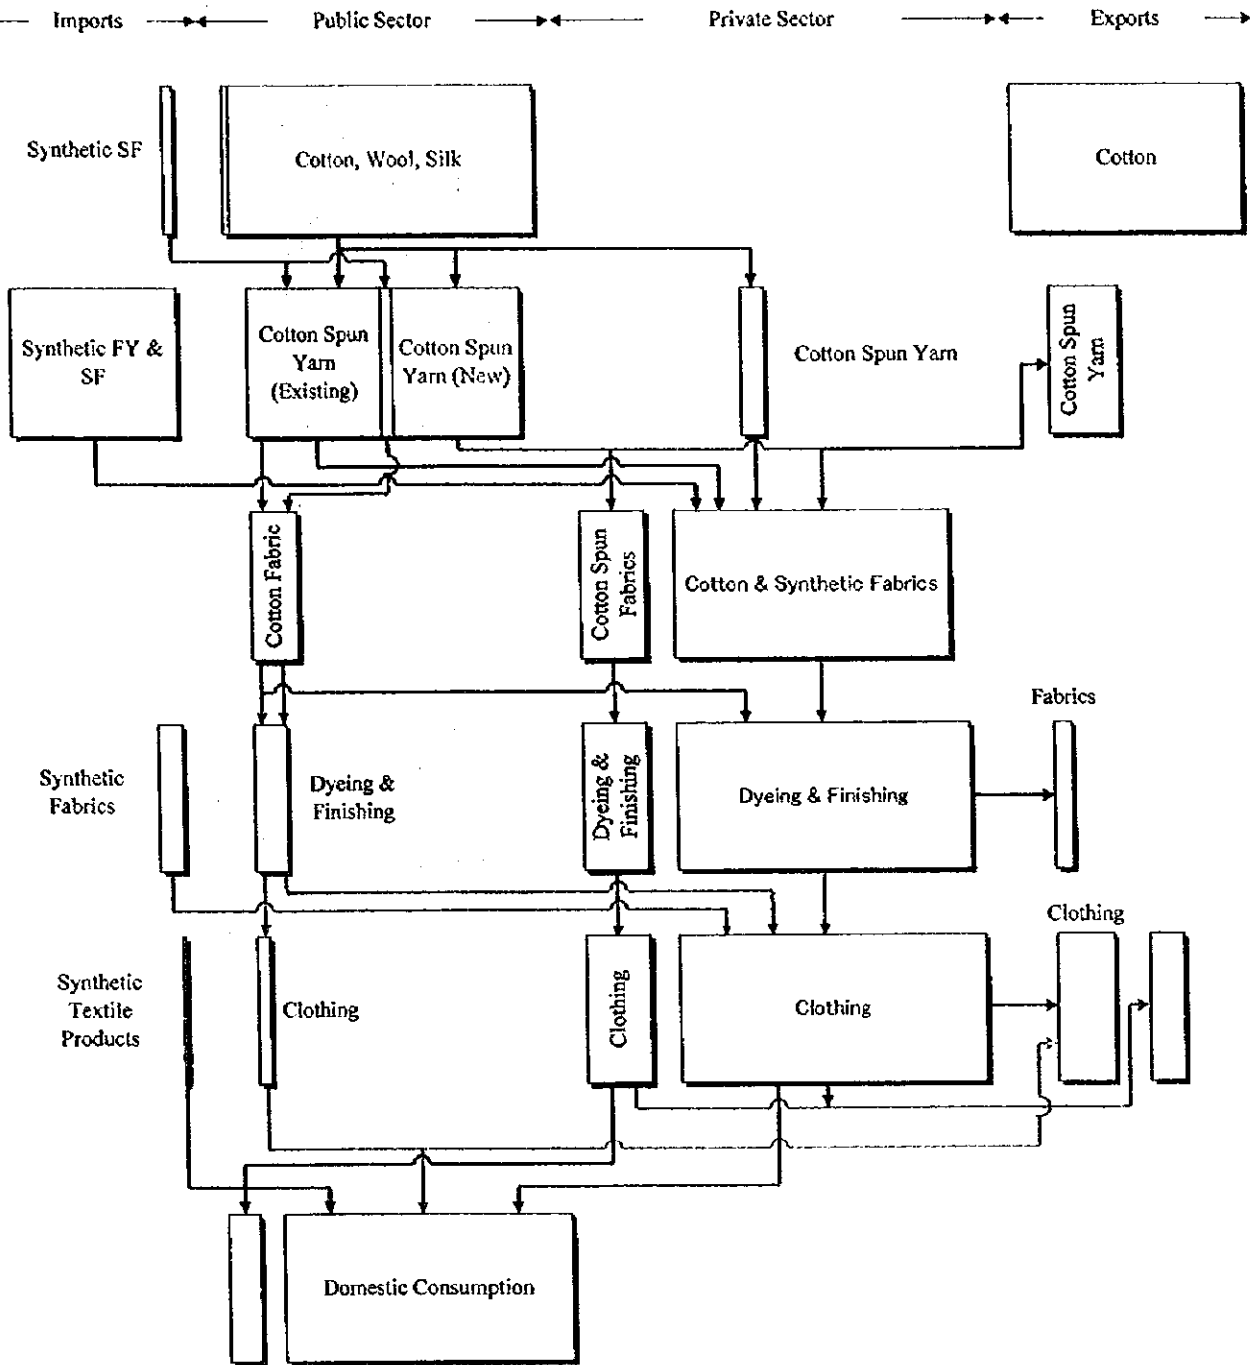 Imports
Public Sector
Private Sector
Exports
Synthetic SF
Cotton, Wool, Silk
Cotton
Synthetic FY &
SF
Cotton Spun
Yarn
(Existing)
Cotton Spun
Yarn (New)
Cotton Spun Yarn
Cotton Spun
Yarn
Cotton Fabric
Cotton Spun
Fabrics
Cotton & Synthetic Fabrics
Synthetic
Fabrics
Dyeing &
Finishing
Dyeing &
Finishing
Dyeing & Finishing
Fabrics
Synthetic
Textile
Products
Clothing
Clothing
Clothing
Clothing
Domestic Consumption